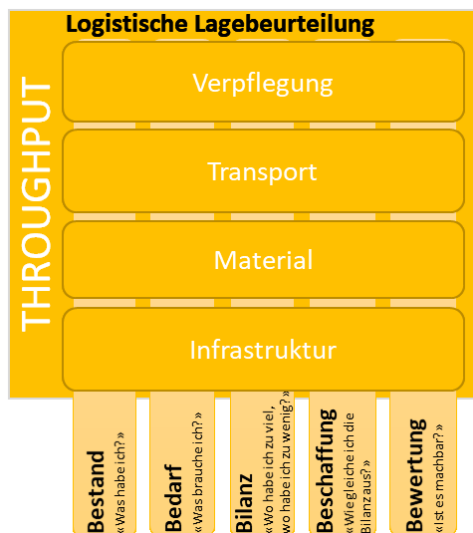 Logistische Lagebeurteilung
THROUGHPUT
Verpflegung
Transport
Material
Infrastruktur
Bestand
« Was habe ich? »
Bedarf
« Was brauche ich? »
Bilanz
« Wo habe ich zu viel,
wo habe ich zu wenig? »
Beschaffung
« Wie gleiche ich die
Bilanz aus? »
Bewertung
« Ist es machbar? »